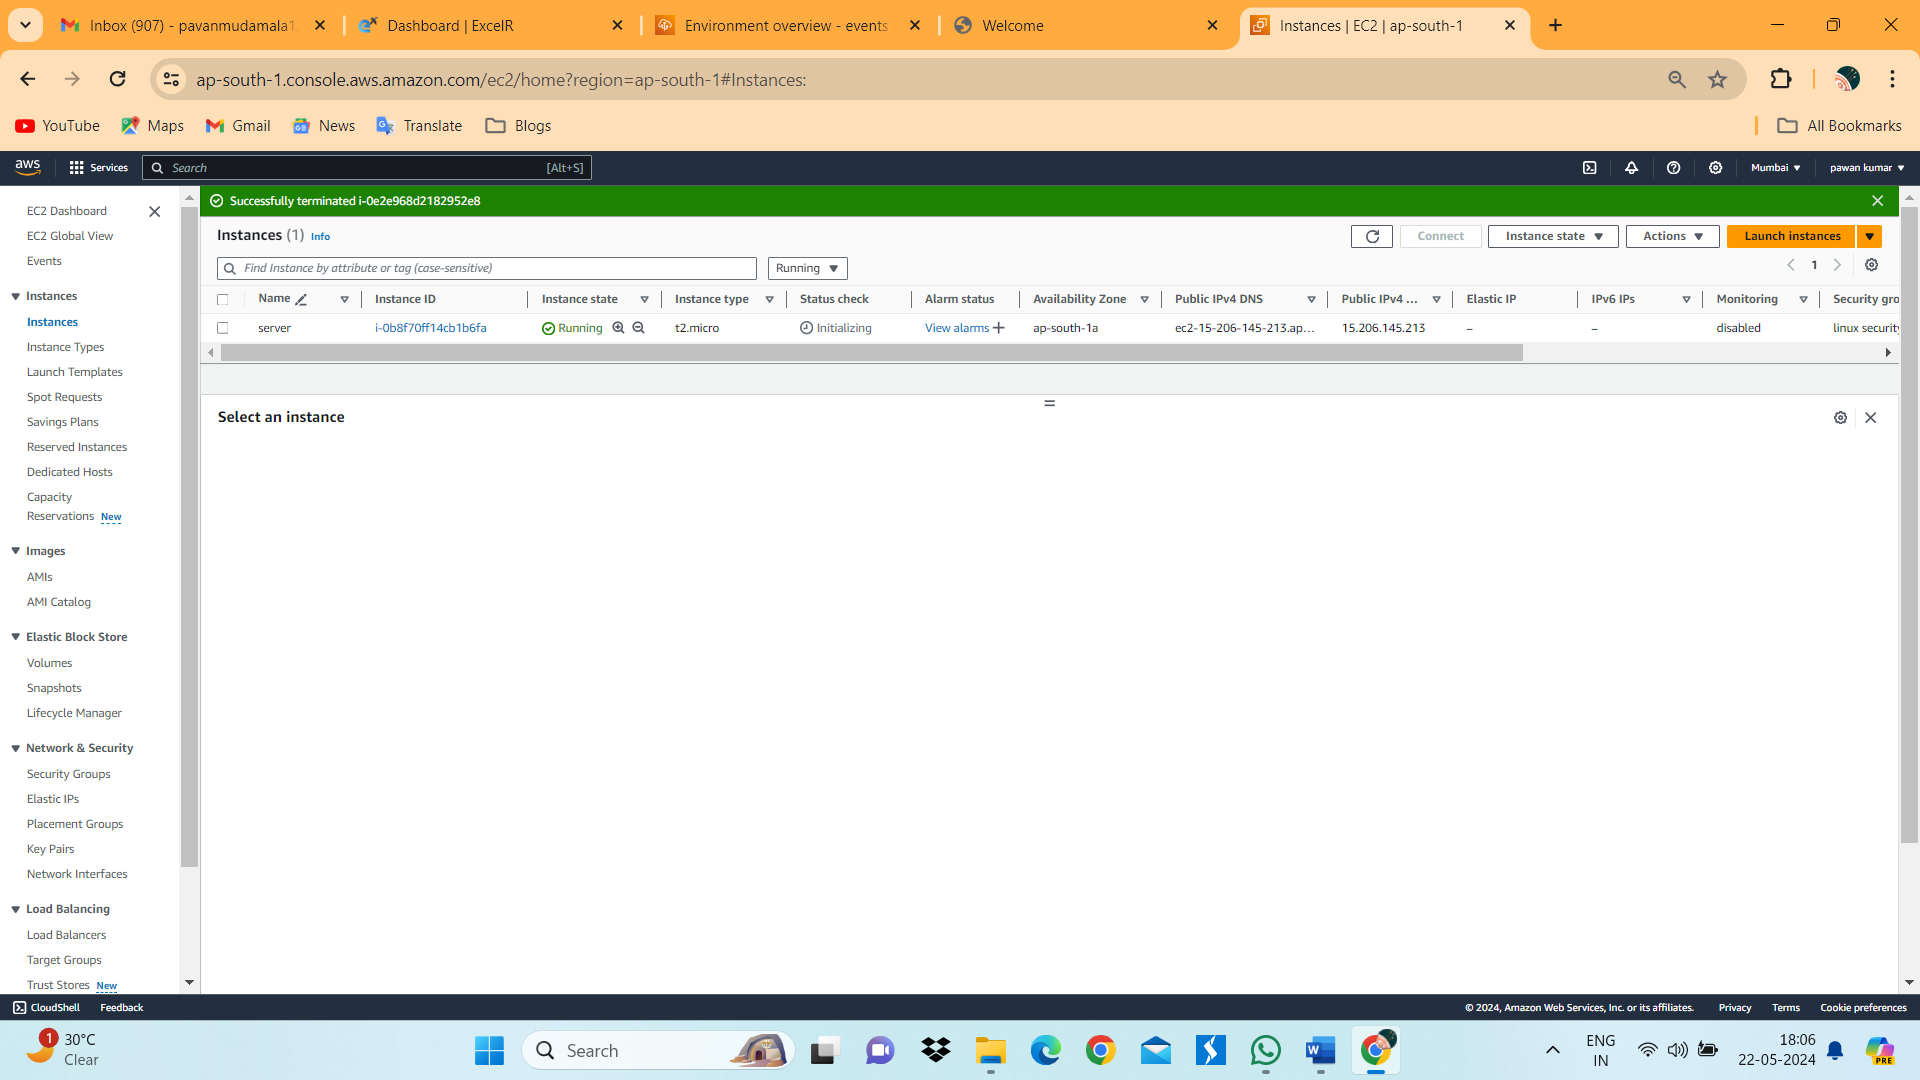 Inbox (907) - pavanmudamala1
Dashboard | ExcelR
Environment overview - events
Welcome
Instances | EC2 | ap-south-1
ap-south-1.console.aws.amazon.com/ec2/home?region=ap-south-1#Instances:
YouTube Maps Gmail News Translate Blogs All Bookmarks
aws Services Search [Alt+S] Mumbai pawan kumar
EC2 Dashboard
EC2 Global View
Events
Instances
Instances
Instance Types
Launch Templates
Spot Requests
Savings Plans
Reserved Instances
Dedicated Hosts
Capacity
Reservations New
Images
AMIs
AMI Catalog
Elastic Block Store
Volumes
Snapshots
Lifecycle Manager
Network & Security
Security Groups
Elastic IPs
Placement Groups
Key Pairs
Network Interfaces
Load Balancing
Load Balancers
Target Groups
Trust Stores New
Successfully terminated i-0e2e968d2182952e8
Instances (1) Info Connect Instance state Actions Launch instances
Find Instance by attribute or tag (case-sensitive) Running 1
Name Instance ID Instance state Instance type Status check Alarm status Availability Zone Public IPv4 DNS Public IPv4 ... Elastic IP IPv6 IPs Monitoring Security gro
server i-0b8f70ff14cb1b6fa Running t2.micro Initializing View alarms + ap-south-1a ec2-15-206-145-213.ap... 15.206.145.213 – – disabled linux security
Select an instance
CloudShell Feedback © 2024, Amazon Web Services, Inc. or its affiliates. Privacy Terms Cookie preferences
1 30°C
Clear
Search
ENG
IN
18:06
22-05-2024
PRE